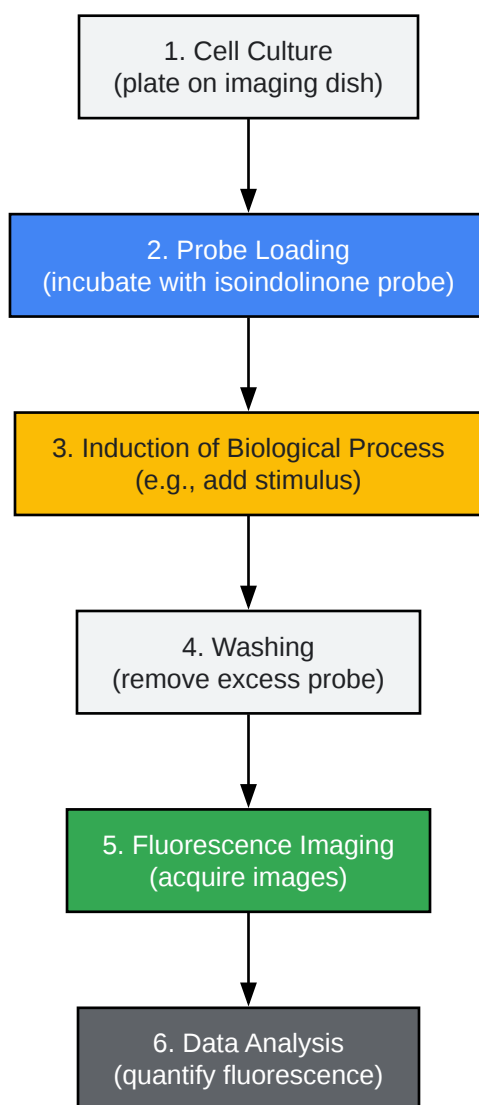 1. Cell Culture
(plate on imaging dish)
2. Probe Loading
(incubate with isoindolinone probe)
3. Induction of Biological Process
(e.g., add stimulus)
4. Washing
(remove excess probe)
5. Fluorescence Imaging
(acquire images)
6. Data Analysis
(quantify fluorescence)